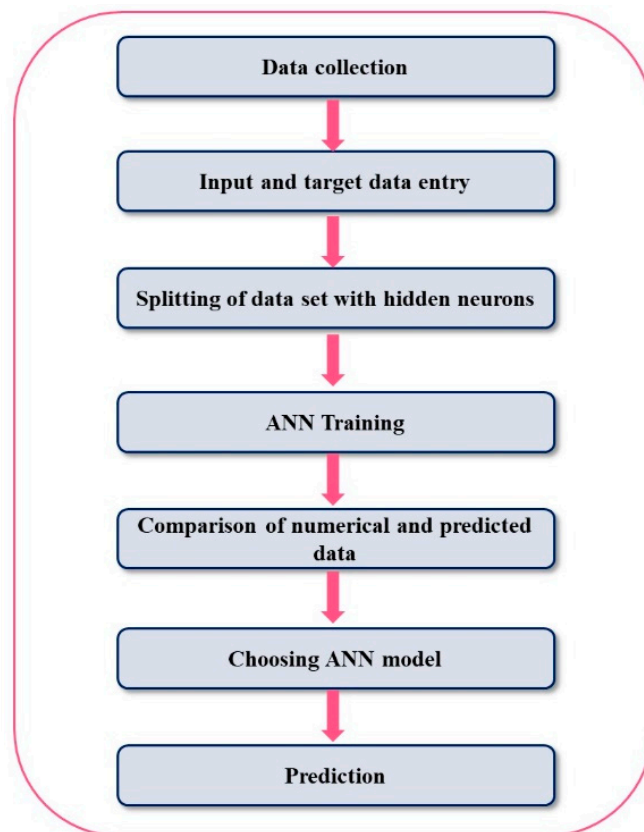 Data collection
Input and target data entry
Splitting of data set with hidden neurons
ANN Training
Comparison of numerical and predicted
data
Choosing ANN model
Prediction